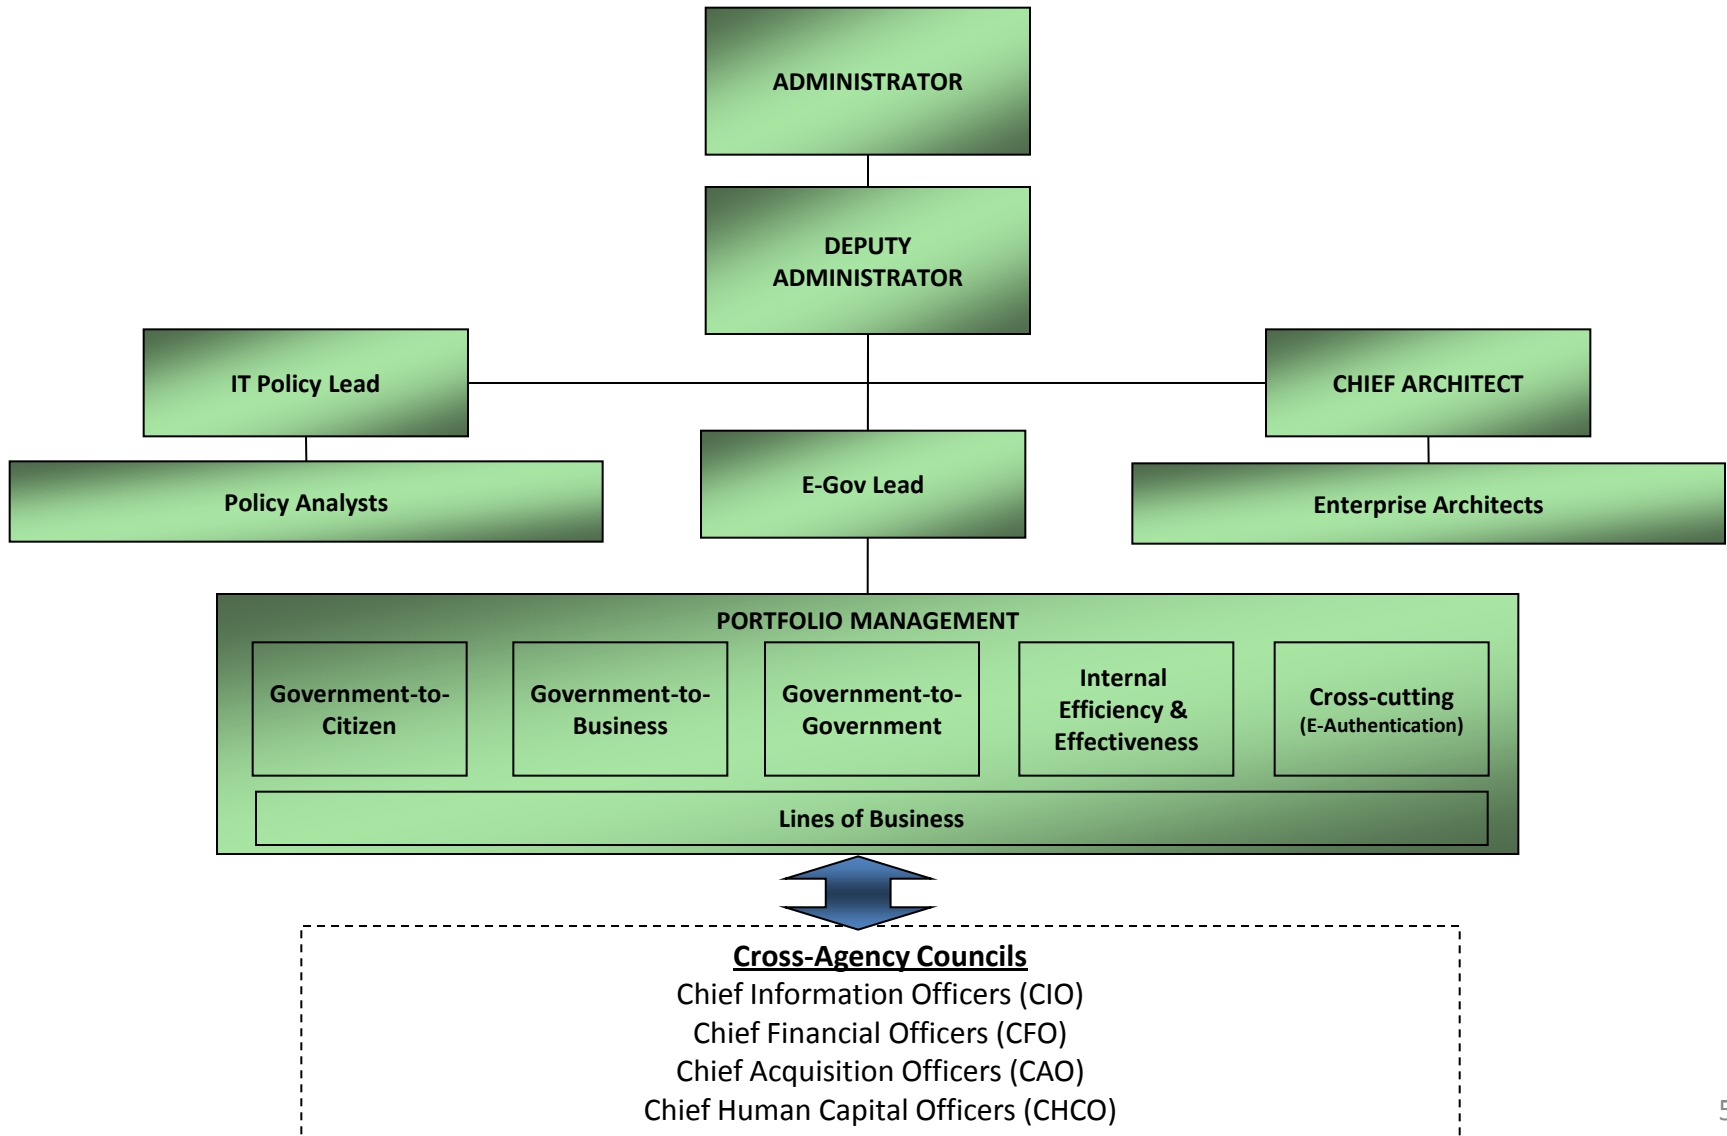 ADMINISTRATOR
DEPUTY
ADMINISTRATOR
IT Policy Lead
CHIEF ARCHITECT
Policy Analysts
E-Gov Lead
Enterprise Architects
PORTFOLIO MANAGEMENT
Government-to-
Citizen
Government-to-
Business
Government-to-
Government
Internal
Efficiency &
Effectiveness
Cross-cutting
(E-Authentication)
Lines of Business
Cross-Agency Councils
Chief Information Officers (CIO)
Chief Financial Officers (CFO)
Chief Acquisition Officers (CAO)
Chief Human Capital Officers (CHCO)
5